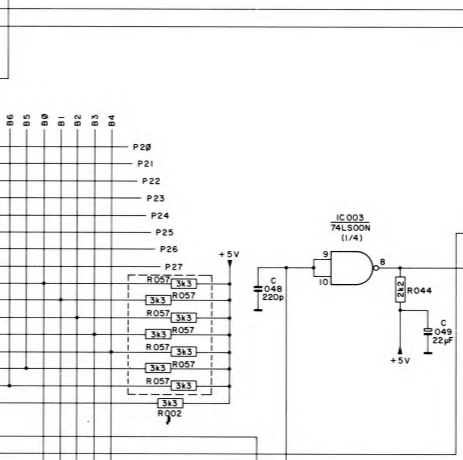 B6 B5 B0 B1 B2 B3 B4
P20
P21
P22
P23
P24
P25
P26
P27
+5V
R057 3k3
3k3 R057
R057 3k3
3k3 R057
R057 3k3
3k3 R057
R057 3k3
3k3
R002
IC003
74LS00N
(1/4)
9
10
8
C
048
220p
2k2 R044
C
049
22µF
+5V